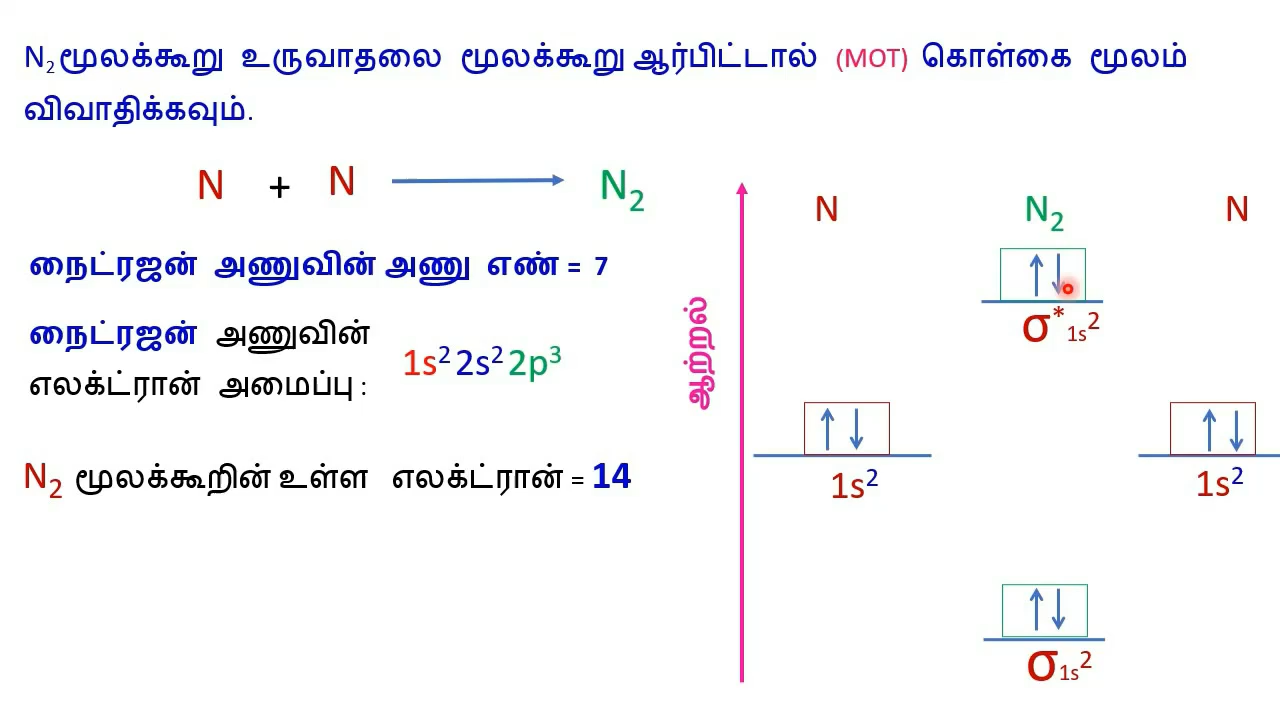 N₂ மூலக்கூறு உருவாதலை மூலக்கூறு ஆர்பிட்டால் (MOT) கொள்கை மூலம்
விவாதிக்கவும்.
N + N N₂
நைட்ரஜன் அணுவின் அணு எண் = 7
நைட்ரஜன் அணுவின்
எலக்ட்ரான் அமைப்பு :
1s² 2s² 2p³
N₂ மூலக்கூறின் உள்ள எலக்ட்ரான் = 14
ஆற்றல்
N N₂ N
σ*1s²
1s² 1s²
σ1s²